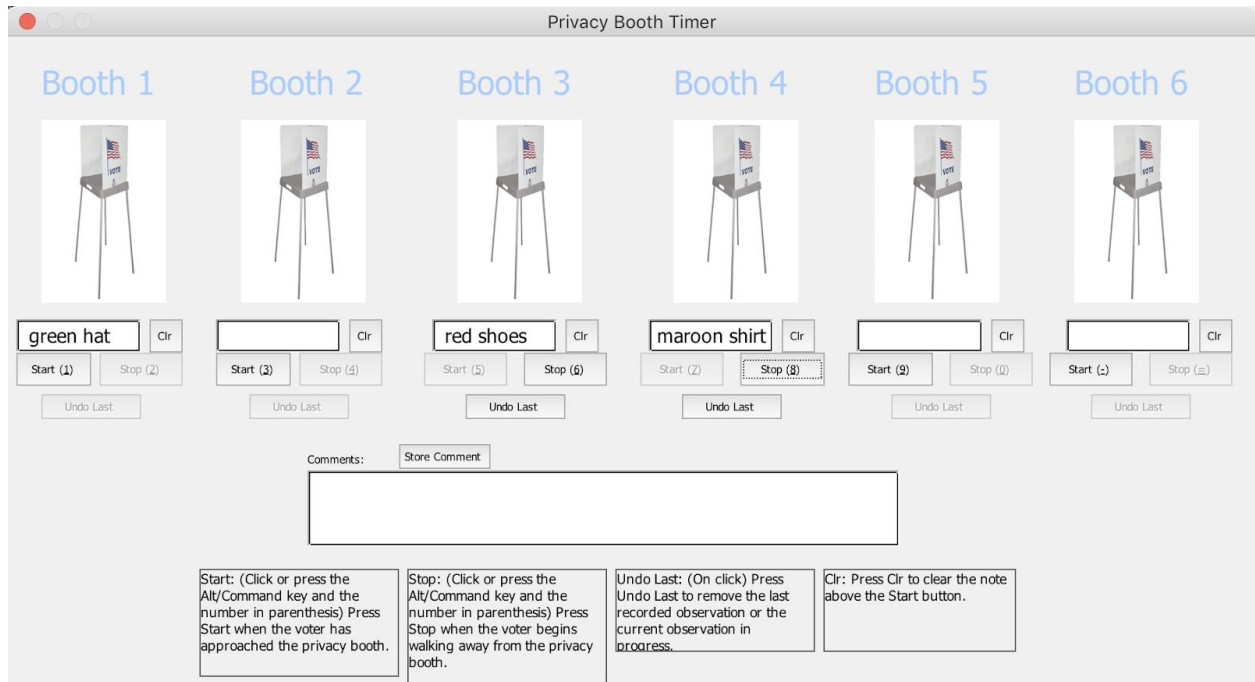 Privacy Booth Timer
Booth 1 Booth 2 Booth 3 Booth 4 Booth 5 Booth 6
VOTE VOTE VOTE VOTE VOTE VOTE
green hat Clr Clr red shoes Clr maroon shirt Clr Clr Clr
Start (1) Stop (2) Start (3) Stop (4) Start (5) Stop (6) Start (7) Stop (8) Start (9) Stop (0) Start (-) Stop (=)
Undo Last Undo Last Undo Last Undo Last Undo Last Undo Last
Comments: Store Comment
Start: (Click or press the
Alt/Command key and the
number in parenthesis) Press
Start when the voter has
approached the privacy booth.
Stop: (Click or press the
Alt/Command key and the
number in parenthesis) Press
Stop when the voter begins
walking away from the privacy
booth.
Undo Last: (On click) Press
Undo Last to remove the last
recorded observation or the
current observation in
progress.
Clr: Press Clr to clear the note
above the Start button.